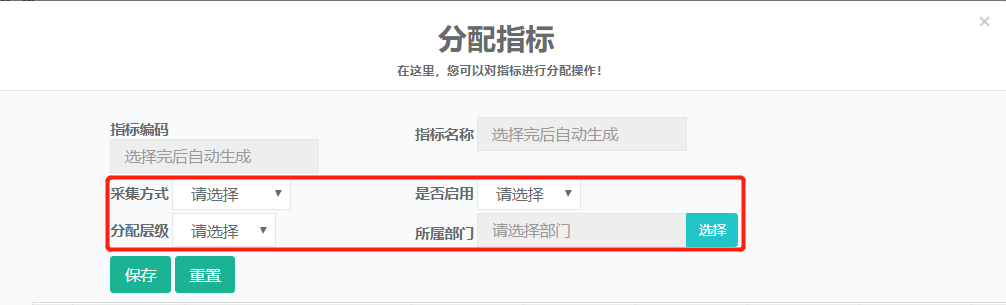 ×
分配指标
在这里，您可以对指标进行分配操作！
指标编码
选择完后自动生成
指标名称 选择完后自动生成
采集方式 请选择 是否启用 请选择
分配层级 请选择 所属部门 请选择部门 选择
保存 重置